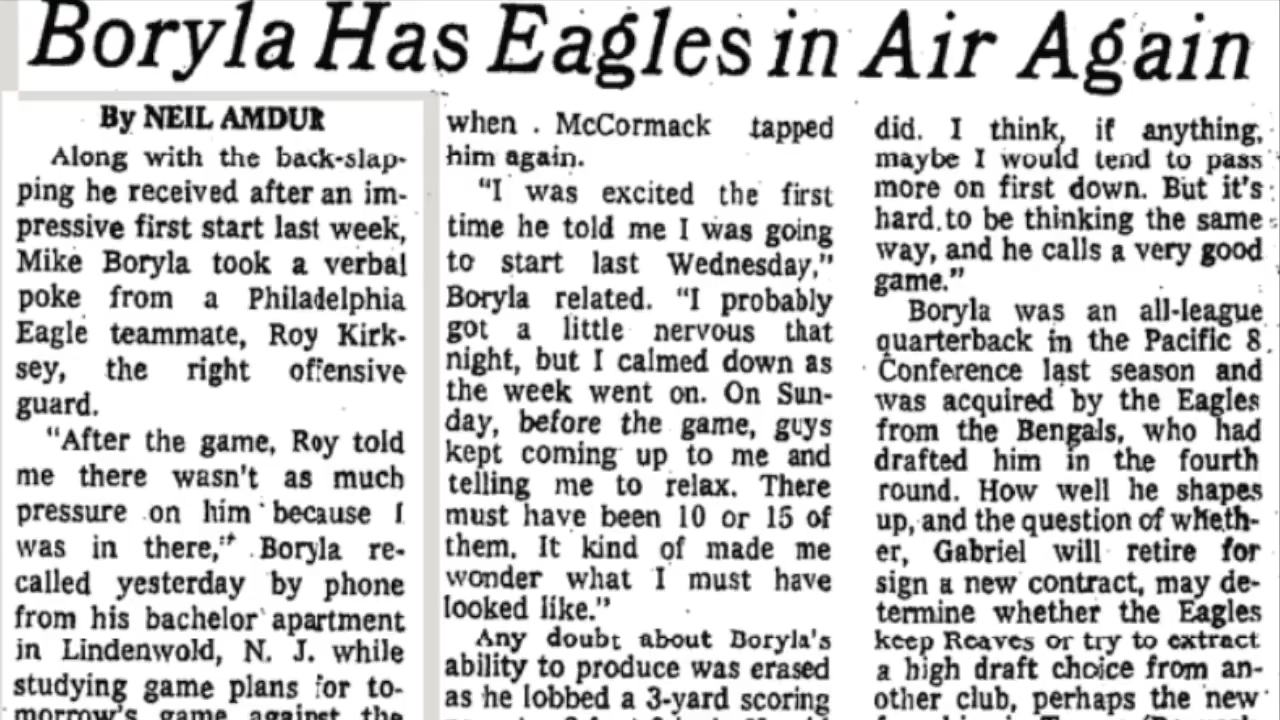 Boryla Has Eagles in Air Again
By NEIL AMDUR
Along with the back-slap-
ping he received after an im-
pressive first start last week,
Mike Boryla took a verbal
poke from a Philadelphia
Eagle teammate, Roy Kirk-
sey, the right offensive
guard.
"After the game, Roy told
me there wasn't as much
pressure on him because I
was in there," Boryla re-
called yesterday by phone
from his bachelor apartment
in Lindenwold, N. J. while
studying game plans for to-
morrow's game against the
when . McCormack tapped
him again.
"I was excited the first
time he told me I was going
to start last Wednesday,"
Boryla related. "I probably
got a little nervous that
night, but I calmed down as
the week went on. On Sun-
day, before the game, guys
kept coming up to me and
telling me to relax. There
must have been 10 or 15 of
them. It kind of made me
wonder what I must have
looked like."
Any doubt about Boryla's
ability to produce was erased
as he lobbed a 3-yard scoring
did. I think, if anything,
maybe I would tend to pass
more on first down. But it's
hard to be thinking the same
way, and he calls a very good
game."
Boryla was an all-league
quarterback in the Pacific 8
Conference last season and
was acquired by the Eagles
from the Bengals, who had
drafted him in the fourth
round. How well he shapes
up, and the question of wheth-
er, Gabriel will retire for
sign a new contract, may de-
termine whether the Eagles
keep Reaves or try to extract
a high draft choice from an-
other club, perhaps the new